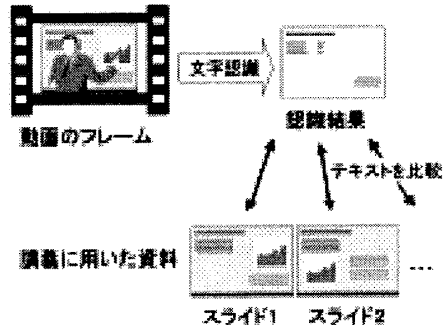 文字認識
動画のフレーム
認識結果
テキストを比較
講義に用いた資料
...
スライド1
スライド2